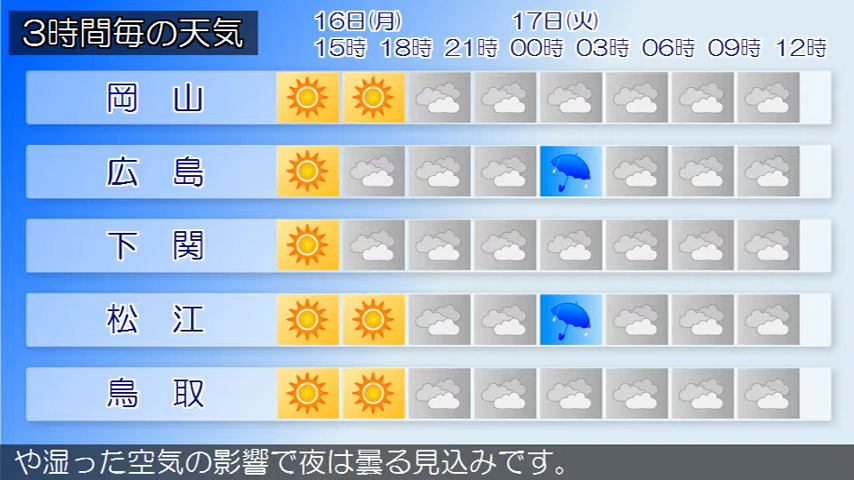 3時間毎の天気
16日(月) 17日(火)
15時 18時 21時 00時 03時 06時 09時 12時
岡山
広島
下関
松江
鳥取
や湿った空気の影響で夜は曇る見込みです。